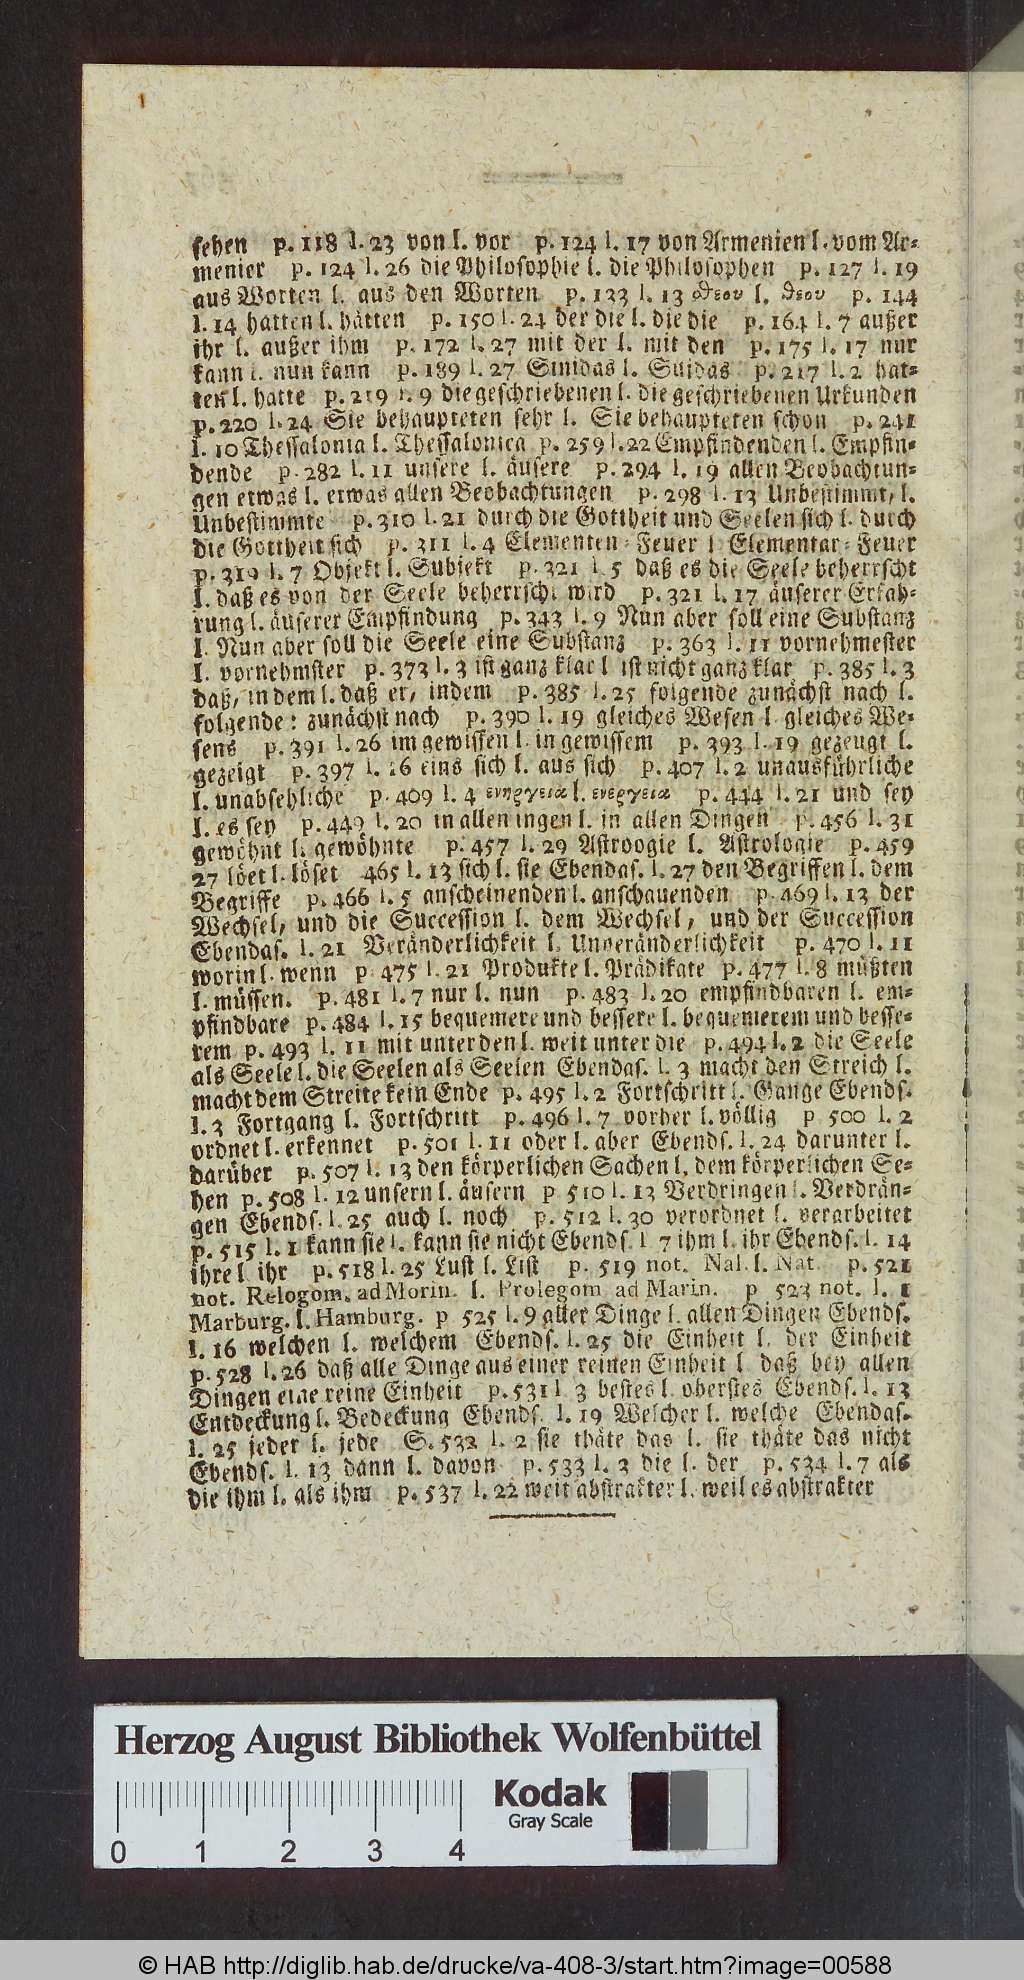 sehen p. 118 l. 23 von l. vor p. 124 l. 17 von Armenien l. vom Ar-
menier p. 124 l. 26 die Philosophie l. die Philosophen p. 127 l. 19
aus Worten l. aus den Worten p. 133 l. 13 l. θεον p. 144
l. 14 hatten l. hätten p. 150 l. 24 der die l. die die p. 164 l. 7 außer
ihr l. außer ihm p. 172 l. 27 mit der l. mit den p. 175 l. 17 nur
kann l. nun kann p. 189 l. 27 Sinidas l. Suidas p. 217 l. 2 hat-
ten l. hatte p. 219 l. 9 die geschriebenen l. die geschriebenen Urkunden
p. 220 l. 24 Sie behaupteten sehr l. Sie behaupteten schon p. 241
l. 10 Thessalonia l. Thessalonica p. 259 l. 22 Empfindenden l. Empfin-
dende p. 282 l. 11 unsere l. äusere p. 294 l. 19 allen Beobachtun-
gen etwas l. etwas allen Beobachtungen p. 298 l. 13 Unbestimmt, l.
Unbestimmte p. 310 l. 21 durch die Gottheit und Seelen sich l. durch
die Gottheit sich p. 311 l. 4 Elementen-Feuer l Elementar-Feuer
p. 319 l. 7 Objekt l. Subjekt p. 321 l. 5 daß es die Seele beherrscht
l. daß es von der Seele beherrscht wird p. 321 l. 17 äuserer Erfah-
rung l. äuserer Empfindung p. 343 l. 9 Nun aber soll eine Substanz
l. Nun aber soll die Seele eine Substanz p. 363 l. 11 vornehmester
l. vornehmster p. 373 l. 3 ist ganz klar l ist nicht ganz klar p. 385 l. 3
daß, in dem l. daß er, indem p. 385 l. 25 folgende zunächst nach l.
folgende: zunächst nach p. 390 l. 19 gleiches Wesen l gleiches We-
sens p. 391 l. 26 im gewissen l. in gewissem p. 393 l. 19 gezeugt l.
gezeigt p. 397 l. 26 eins sich l. aus sich p. 407 l. 2 unausführliche
l. unabsehliche p. 409 l. 4 ενηργεια l. ενεργεια p. 444 l. 21 und sey
l. es sey p. 449 l. 20 in allen ingen l. in allen Dingen p. 456 l. 31
gewöhnt l. gewöhnte p. 457 l. 29 Astroogie l. Astrologie p. 459
27 löet l. löset 465 l. 13 sich l. sie Ebendas. l. 27 den Begriffen l. dem
Begriffe p. 466 l. 5 anscheinenden l. anschauenden p. 469 l. 13 der
Wechsel, und die Succession l. dem Wechsel, und der Succession
Ebendas. l. 21 Veränderlichkeit l. Unveränderlichkeit p. 470 l. 11
worin l. wenn p 475 l. 21 Produkte l. Prädikate p. 477 l. 8 müßten
l. müssen. p. 481 l. 7 nur l. nun p. 483 l. 20 empfindbaren l. em-
pfindbare p. 484 l. 15 bequemere und bessere l. bequemerem und besse-
rem p. 493 l. 11 mit unter den l. weit unter die p. 494 l. 2 die Seele
als Seele l. die Seelen als Seelen Ebendas. l. 3 macht den Streich l.
macht dem Streite kein Ende p. 495 l. 2 Fortschritt l. Gange Ebends.
l. 3 Fortgang l. Fortschritt p. 496 l. 7 vorher l. völlig p 500 l. 2
ordnet l. erkennet p. 501 l. 11 oder l. aber Ebends. l. 24 darunter l.
darüber p. 507 l. 13 den körperlichen Sachen l. dem körperlichen Se-
hen p. 508 l. 12 unsern l. äusern p 510 l. 13 Verdringen l. Verdrän-
gen Ebends. l. 25 auch l. noch p. 512 l. 30 verordnet l. verarbeitet
p. 515 l. 1 kann sie l. kann sie nicht Ebends. l 7 ihm l. ihr Ebends. l. 14
ihre l. ihr p. 518 l. 25 Lust l. List p. 519 not. Nal. l. Nat. p. 521
not. Relogom. ad Morin. l. Prolegom ad Marin. p 523 not. l. 1
Marburg. l. Hamburg. p 525 l. 9 aller Dinge l. allen Dingen Ebends.
l. 16 welchen l. welchem Ebends. l. 25 die Einheit l. der Einheit
p. 528 l. 26 daß alle Dinge aus einer reinen Einheit l daß bey allen
Dingen eine reine Einheit p. 531 l 3 bestes l. oberstes Ebends. l. 13
Entdeckung l. Bedeckung Ebends. l. 19 Welcher l. welche Ebendas.
l. 25 jeder l. jede S. 532 l. 2 sie thäte das l. sie thäte das nicht
Ebends. l. 13 dann l. davon p. 533 l. 3 die l. der p. 534 l. 7 als
die ihm l. als ihm p. 537 l. 22 weit abstrakter l. weil es abstrakter
Herzog August Bibliothek Wolfenbüttel
Kodak
Gray Scale
0 1 2 3 4
© HAB http://diglib.hab.de/drucke/va-408-3/start.htm?image=00588